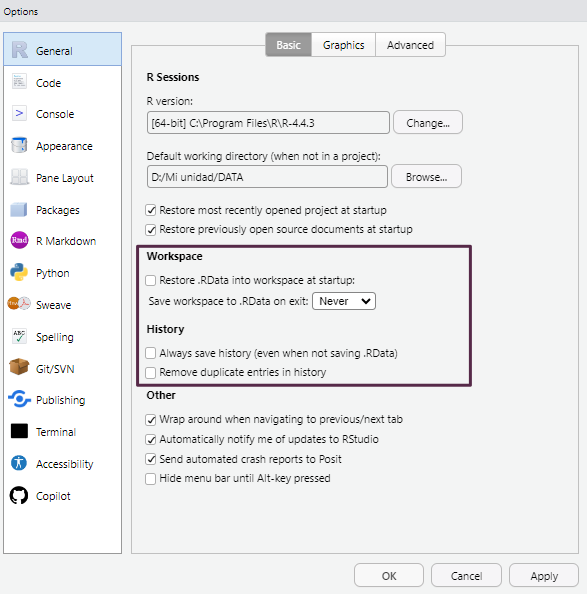 Options
General
Code
Console
Appearance
Pane Layout
Packages
R Markdown
Python
Sweave
Spelling
Git/SVN
Publishing
Terminal
Accessibility
Copilot
Basic Graphics Advanced
R Sessions
R version:
[64-bit] C:\Program Files\R\R-4.4.3 Change...
Default working directory (when not in a project):
D:/Mi unidad/DATA Browse...
Restore most recently opened project at startup
Restore previously open source documents at startup
Workspace
Restore .RData into workspace at startup:
Save workspace to .RData on exit: Never
History
Always save history (even when not saving .RData)
Remove duplicate entries in history
Other
Wrap around when navigating to previous/next tab
Automatically notify me of updates to RStudio
Send automated crash reports to Posit
Hide menu bar until Alt-key pressed
OK Cancel Apply